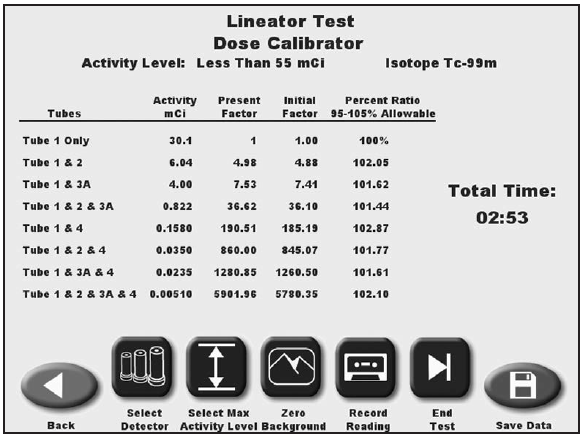 Lineator Test
Dose Calibrator
Activity Level: Less Than 55 mCi Isotope Tc-99m
Tubes Activity mCi Present Factor Initial Factor Percent Ratio 95-105% Allowable
Tube 1 Only 30.1 1 1.00 100%
Tube 1 & 2 6.04 4.98 4.88 102.05
Tube 1 & 3A 4.00 7.53 7.41 101.62
Tube 1 & 2 & 3A 0.822 36.62 36.10 101.44
Tube 1 & 4 0.1580 190.51 185.19 102.87
Tube 1 & 2 & 4 0.0350 860.00 845.07 101.77
Tube 1 & 3A & 4 0.0235 1280.85 1260.50 101.61
Tube 1 & 2 & 3A & 4 0.00510 5901.96 5780.35 102.10
Total Time:
02:53
Back
Select Detector
Select Max Activity Level
Zero Background
Record Reading
End Test
Save Data